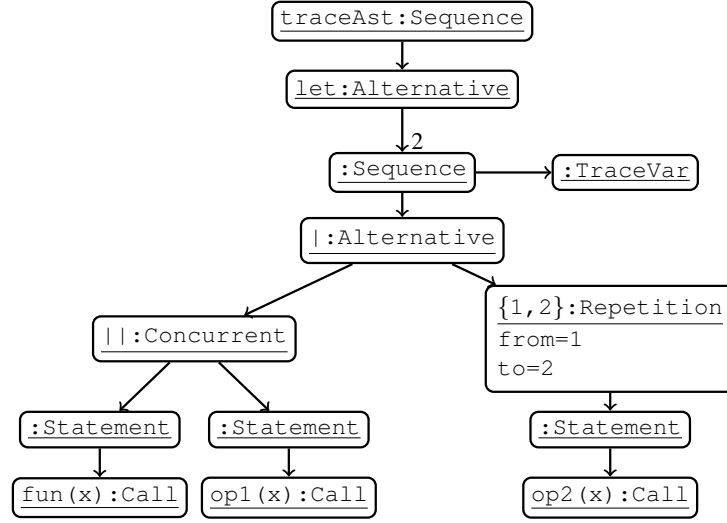 traceAst:Sequence
let:Alternative
2
:Sequence
:TraceVar
|:Alternative
{1,2}:Repetition
from=1
to=2
||:Concurrent
:Statement
:Statement
:Statement
fun(x):Call
op1(x):Call
op2(x):Call